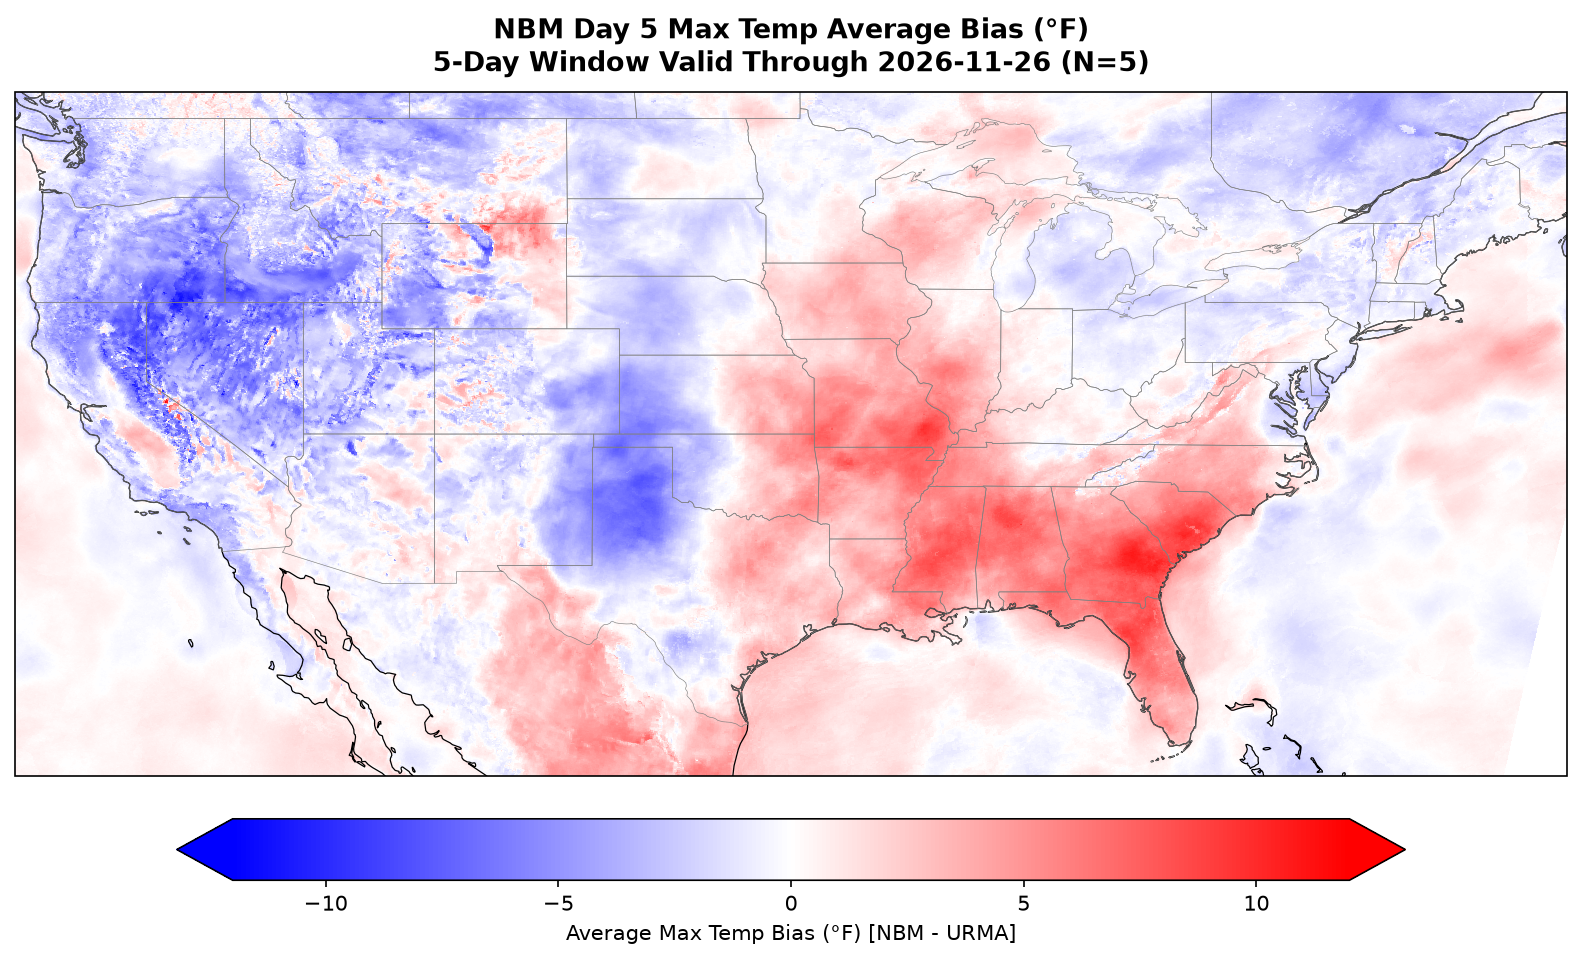 NBM Day 5 Max Temp Average Bias (°F)
5-Day Window Valid Through 2026-11-26 (N=5)
−10 −5 0 5 10
Average Max Temp Bias (°F) [NBM - URMA]